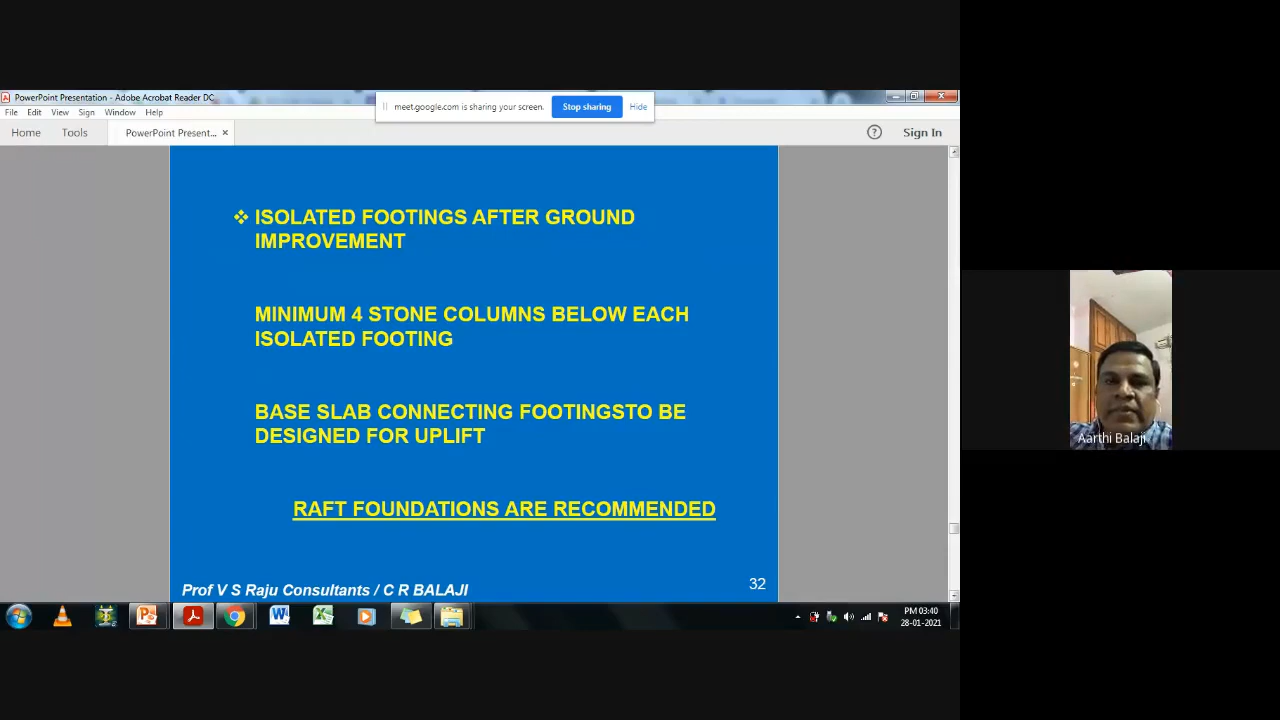 PowerPoint Presentation - Adobe Acrobat Reader DC
File Edit View Sign Window Help
meet.google.com is sharing your screen. Stop sharing Hide
Home Tools PowerPoint Present... × ? Sign In
❖ ISOLATED FOOTINGS AFTER GROUND
IMPROVEMENT
MINIMUM 4 STONE COLUMNS BELOW EACH
ISOLATED FOOTING
BASE SLAB CONNECTING FOOTINGSTO BE
DESIGNED FOR UPLIFT
RAFT FOUNDATIONS ARE RECOMMENDED
Prof V S Raju Consultants / C R BALAJI 32
Aarthi Balaji
PM 03:40
28-01-2021